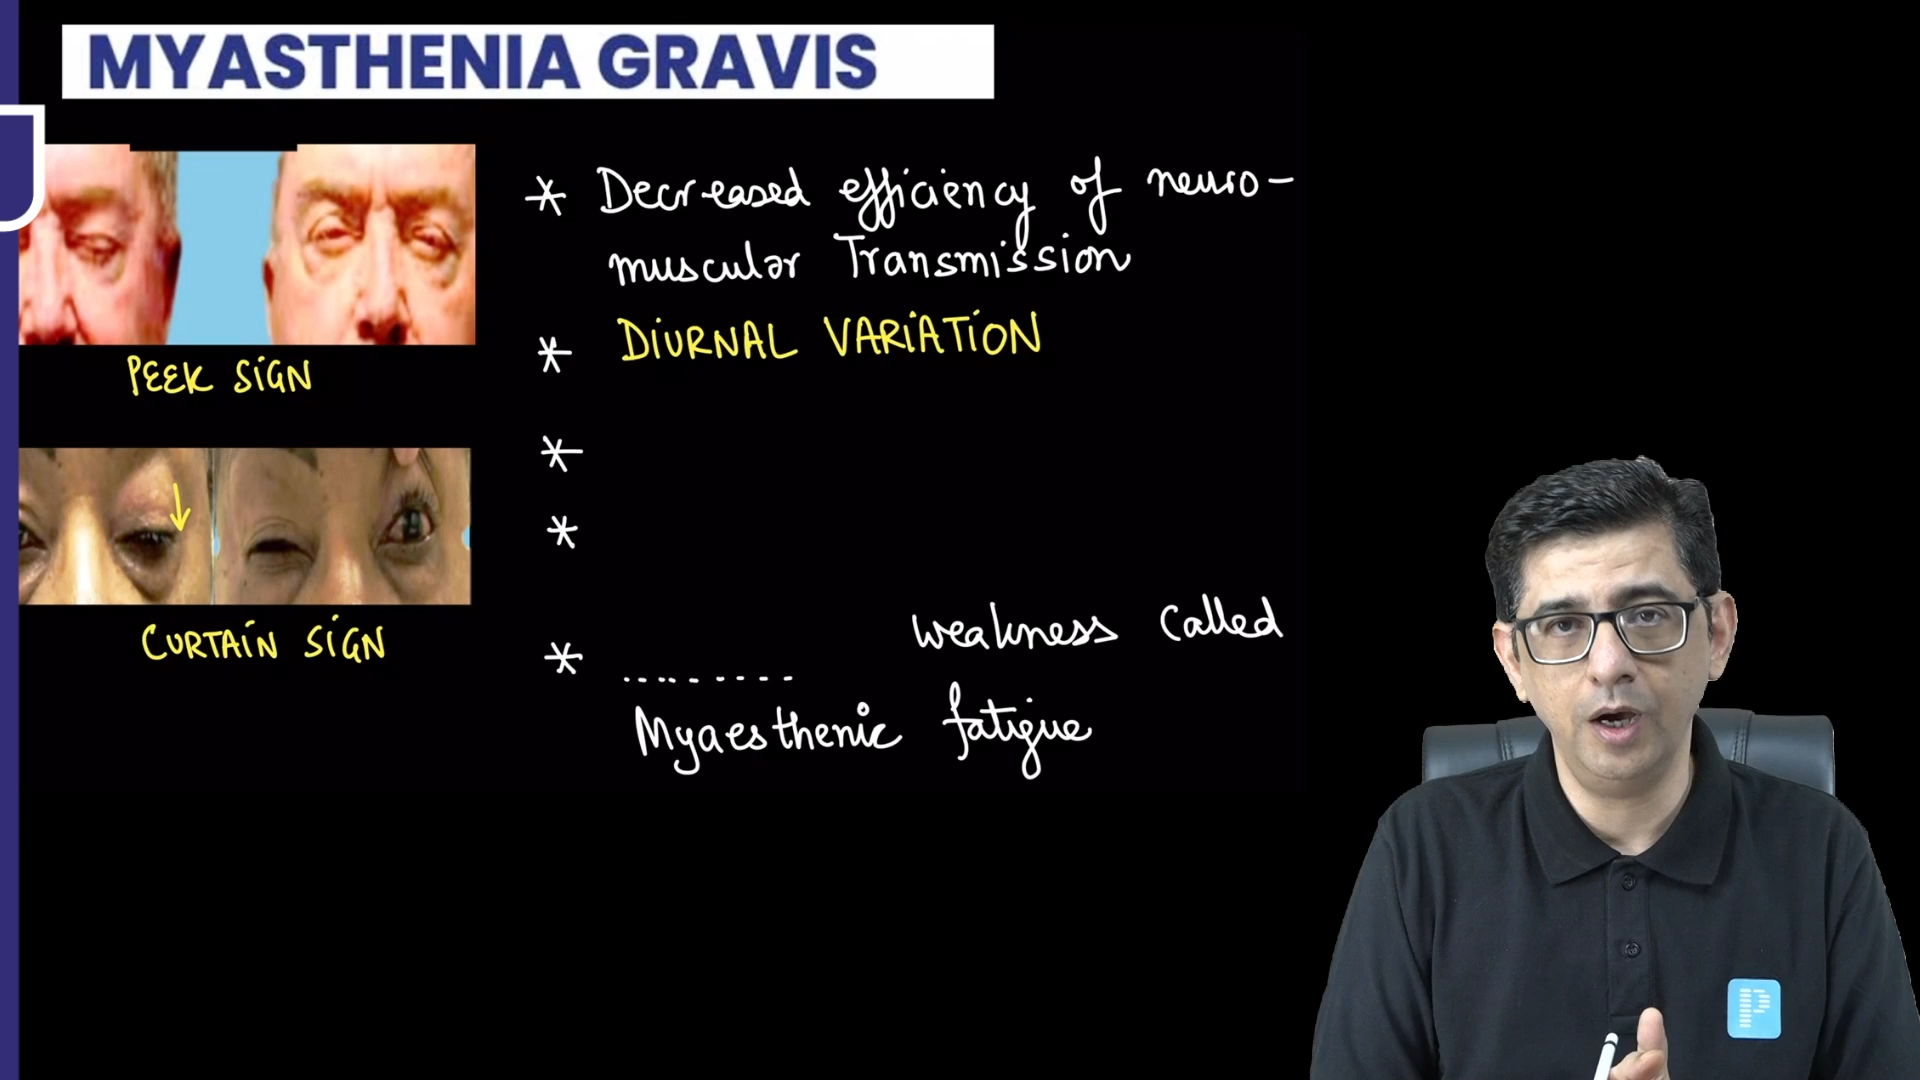 MYASTHENIA GRAVIS
* Decreased efficiency of neuro-
muscular Transmission
* DIURNAL VARIATION
PEEK SIGN
*
*
CURTAIN SIGN
* ......... weakness called
Myaesthenic fatigue
P